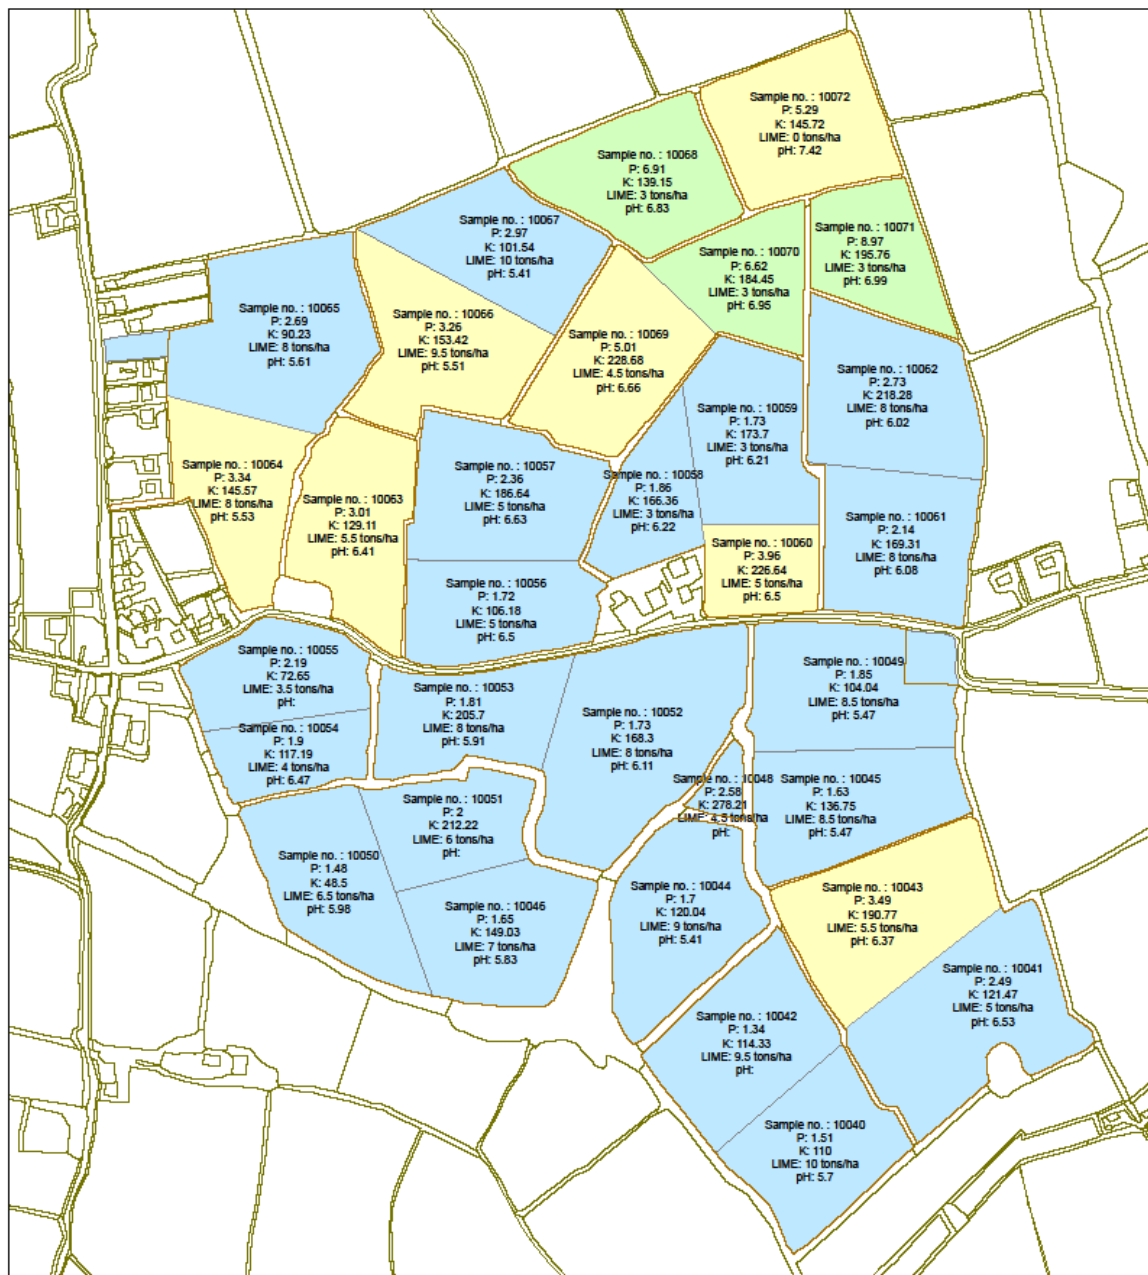 Sample no. : 10072
P: 5.29
K: 145.72
LIME: 0 tons/ha
pH: 7.42
Sample no. : 10068
P: 6.91
K: 139.15
LIME: 3 tons/ha
pH: 6.83
Sample no. : 10067
P: 2.97
K: 101.54
LIME: 10 tons/ha
pH: 5.41
Sample no. : 10071
P: 8.97
K: 195.76
LIME: 3 tons/ha
pH: 6.99
Sample no. : 10070
P: 6.62
K: 184.45
LIME: 3 tons/ha
pH: 6.95
Sample no. : 10065
P: 2.69
K: 90.23
LIME: 8 tons/ha
pH: 5.61
Sample no. : 10066
P: 3.26
K: 153.42
LIME: 9.5 tons/ha
pH: 5.51
Sample no. : 10069
P: 5.01
K: 228.68
LIME: 4.5 tons/ha
pH: 6.66
Sample no. : 10062
P: 2.73
K: 218.28
LIME: 8 tons/ha
pH: 6.02
Sample no. : 10059
P: 1.73
K: 173.7
LIME: 3 tons/ha
pH: 6.21
Sample no. : 10064
P: 3.34
K: 145.57
LIME: 8 tons/ha
pH: 5.53
Sample no. : 10063
P: 3.01
K: 129.11
LIME: 5.5 tons/ha
pH: 6.41
Sample no. : 10057
P: 2.36
K: 186.64
LIME: 5 tons/ha
pH: 6.63
Sample no. : 10058
P: 1.86
K: 166.36
LIME: 3 tons/ha
pH: 6.22
Sample no. : 10061
P: 2.14
K: 169.31
LIME: 8 tons/ha
pH: 6.08
Sample no. : 10060
P: 3.96
K: 226.64
LIME: 5 tons/ha
pH: 6.5
Sample no. : 10056
P: 1.72
K: 106.18
LIME: 5 tons/ha
pH: 6.5
Sample no. : 10055
P: 2.19
K: 72.65
LIME: 3.5 tons/ha
pH:
Sample no. : 10053
P: 1.81
K: 205.7
LIME: 8 tons/ha
pH: 5.91
Sample no. : 10052
P: 1.73
K: 168.3
LIME: 8 tons/ha
pH: 6.11
Sample no. : 10049
P: 1.85
K: 104.04
LIME: 8.5 tons/ha
pH: 5.47
Sample no. : 10054
P: 1.9
K: 117.19
LIME: 4 tons/ha
pH: 6.47
Sample no. : 10048
P: 2.58
K: 278.21
LIME: 4.5 tons/ha
pH:
Sample no. : 10045
P: 1.63
K: 136.75
LIME: 8.5 tons/ha
pH: 5.47
Sample no. : 10051
P: 2
K: 212.22
LIME: 6 tons/ha
pH:
Sample no. : 10050
P: 1.48
K: 48.5
LIME: 6.5 tons/ha
pH: 5.98
Sample no. : 10046
P: 1.65
K: 149.03
LIME: 7 tons/ha
pH: 5.83
Sample no. : 10044
P: 1.7
K: 120.04
LIME: 9 tons/ha
pH: 5.41
Sample no. : 10043
P: 3.49
K: 190.77
LIME: 5.5 tons/ha
pH: 6.37
Sample no. : 10041
P: 2.49
K: 121.47
LIME: 5 tons/ha
pH: 6.53
Sample no. : 10042
P: 1.34
K: 114.33
LIME: 9.5 tons/ha
pH:
Sample no. : 10040
P: 1.51
K: 110
LIME: 10 tons/ha
pH: 5.7